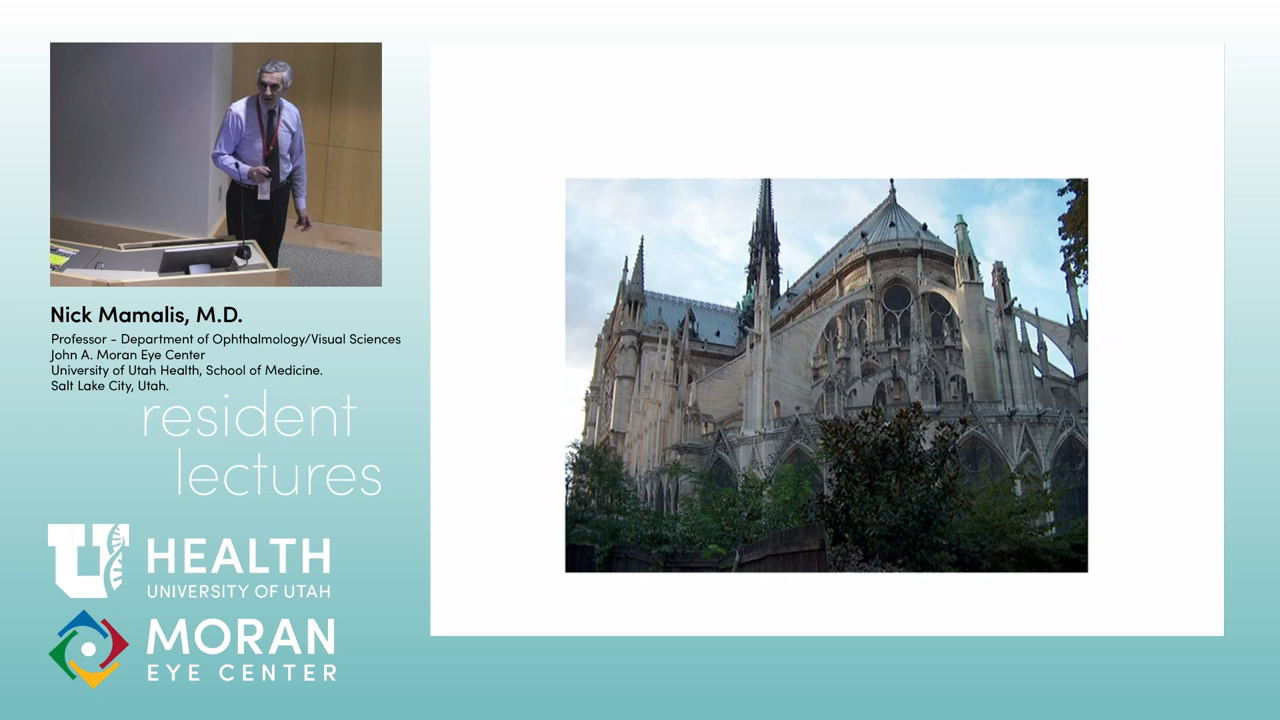 Nick Mamalis, M.D.
Professor - Department of Ophthalmology/Visual Sciences
John A. Moran Eye Center
University of Utah Health, School of Medicine.
Salt Lake City, Utah.
resident
lectures
U HEALTH
UNIVERSITY OF UTAH
MORAN
EYE CENTER